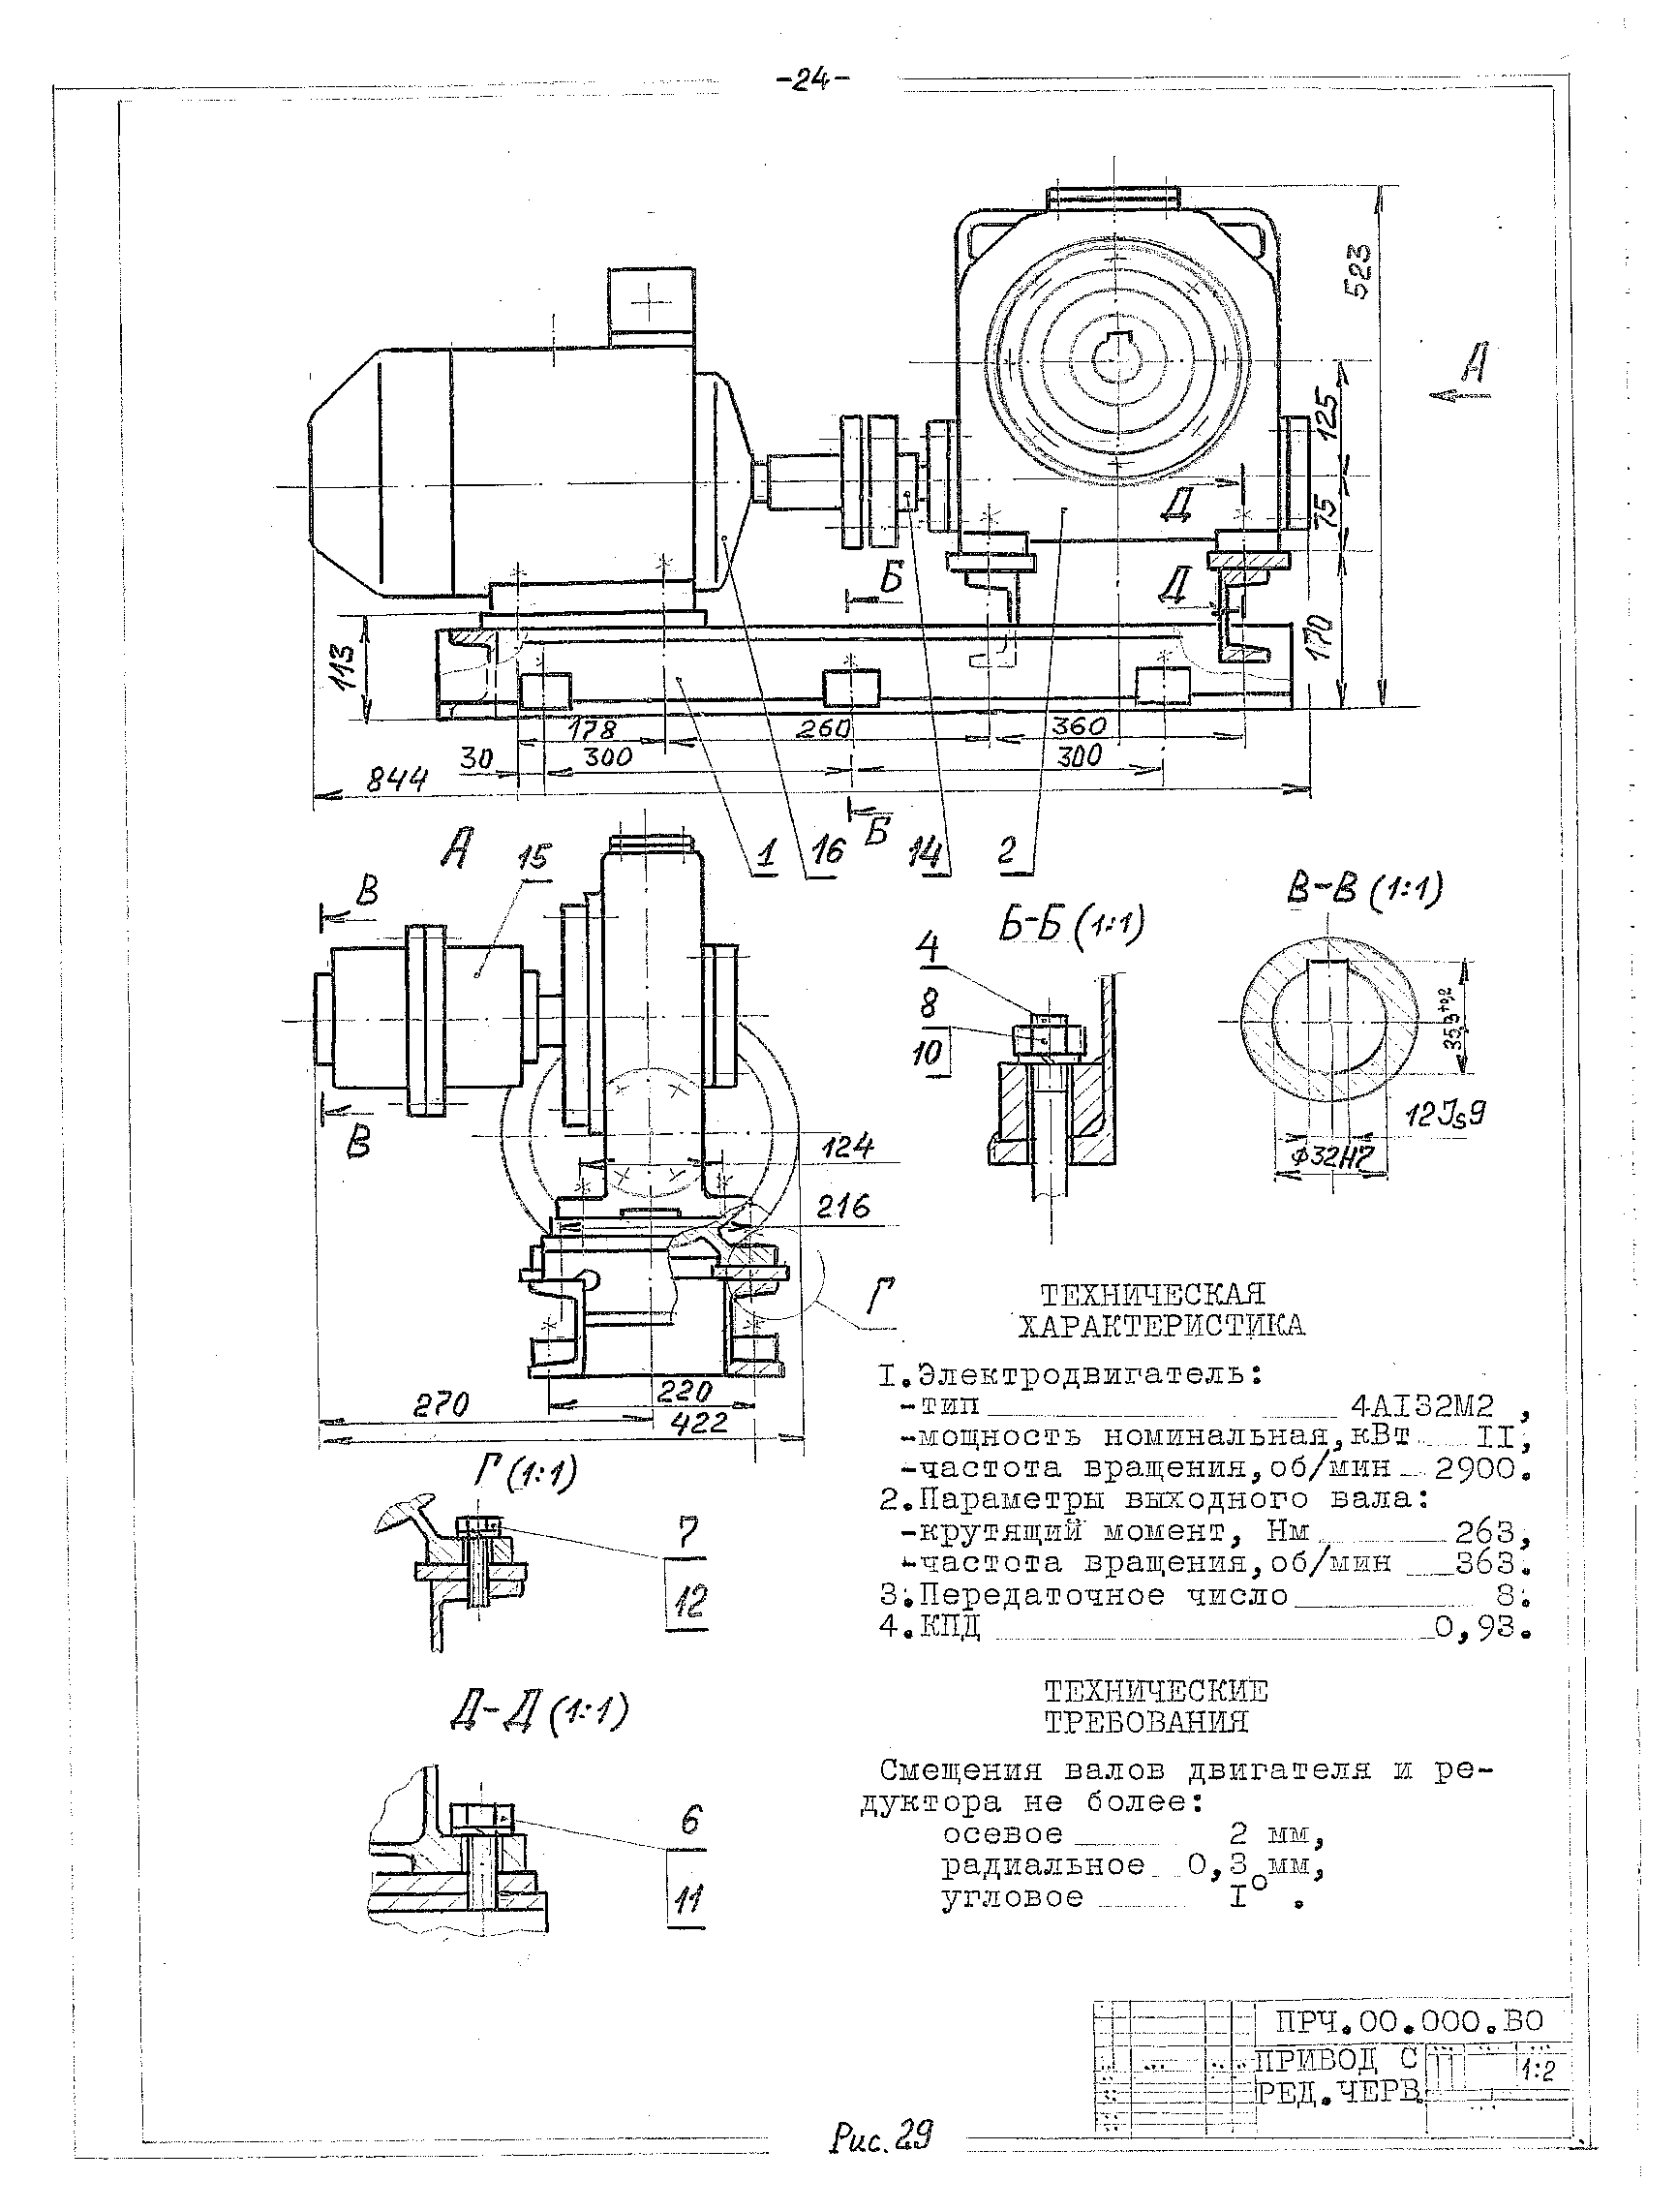 -24-
523
А
125
75
170
Д
Д
Б
113
178
260
360
30
300
300
844
Б
1
16
14
2
А
15
В
В
124
216
Г
220
270
422
Б-Б (1:1)
4
8
10
В-В (1:1)
35,3+0,2
12Js9
φ32H7
Г (1:1)
7
12
Д-Д (1:1)
6
11
ТЕХНИЧЕСКАЯ
ХАРАКТЕРИСТИКА
I.Электродвигатель:
-тип 4АI32М2,
-мощность номинальная,кВт II,
-частота вращения,об/мин 2900.
2.Параметры выходного вала:
-крутящий момент, Нм 263,
-частота вращения,об/мин 363.
3.Передаточное число 8.
4.КПД 0,93.
ТЕХНИЧЕСКИЕ
ТРЕБОВАНИЯ
Смещения валов двигателя и ре-
дуктора не более:
осевое 2 мм,
радиальное 0,3 мм,
угловое I°.
ПРЧ.00.000.ВО
ПРИВОД С
РЕД.ЧЕРВ.
1:2
Рис.29